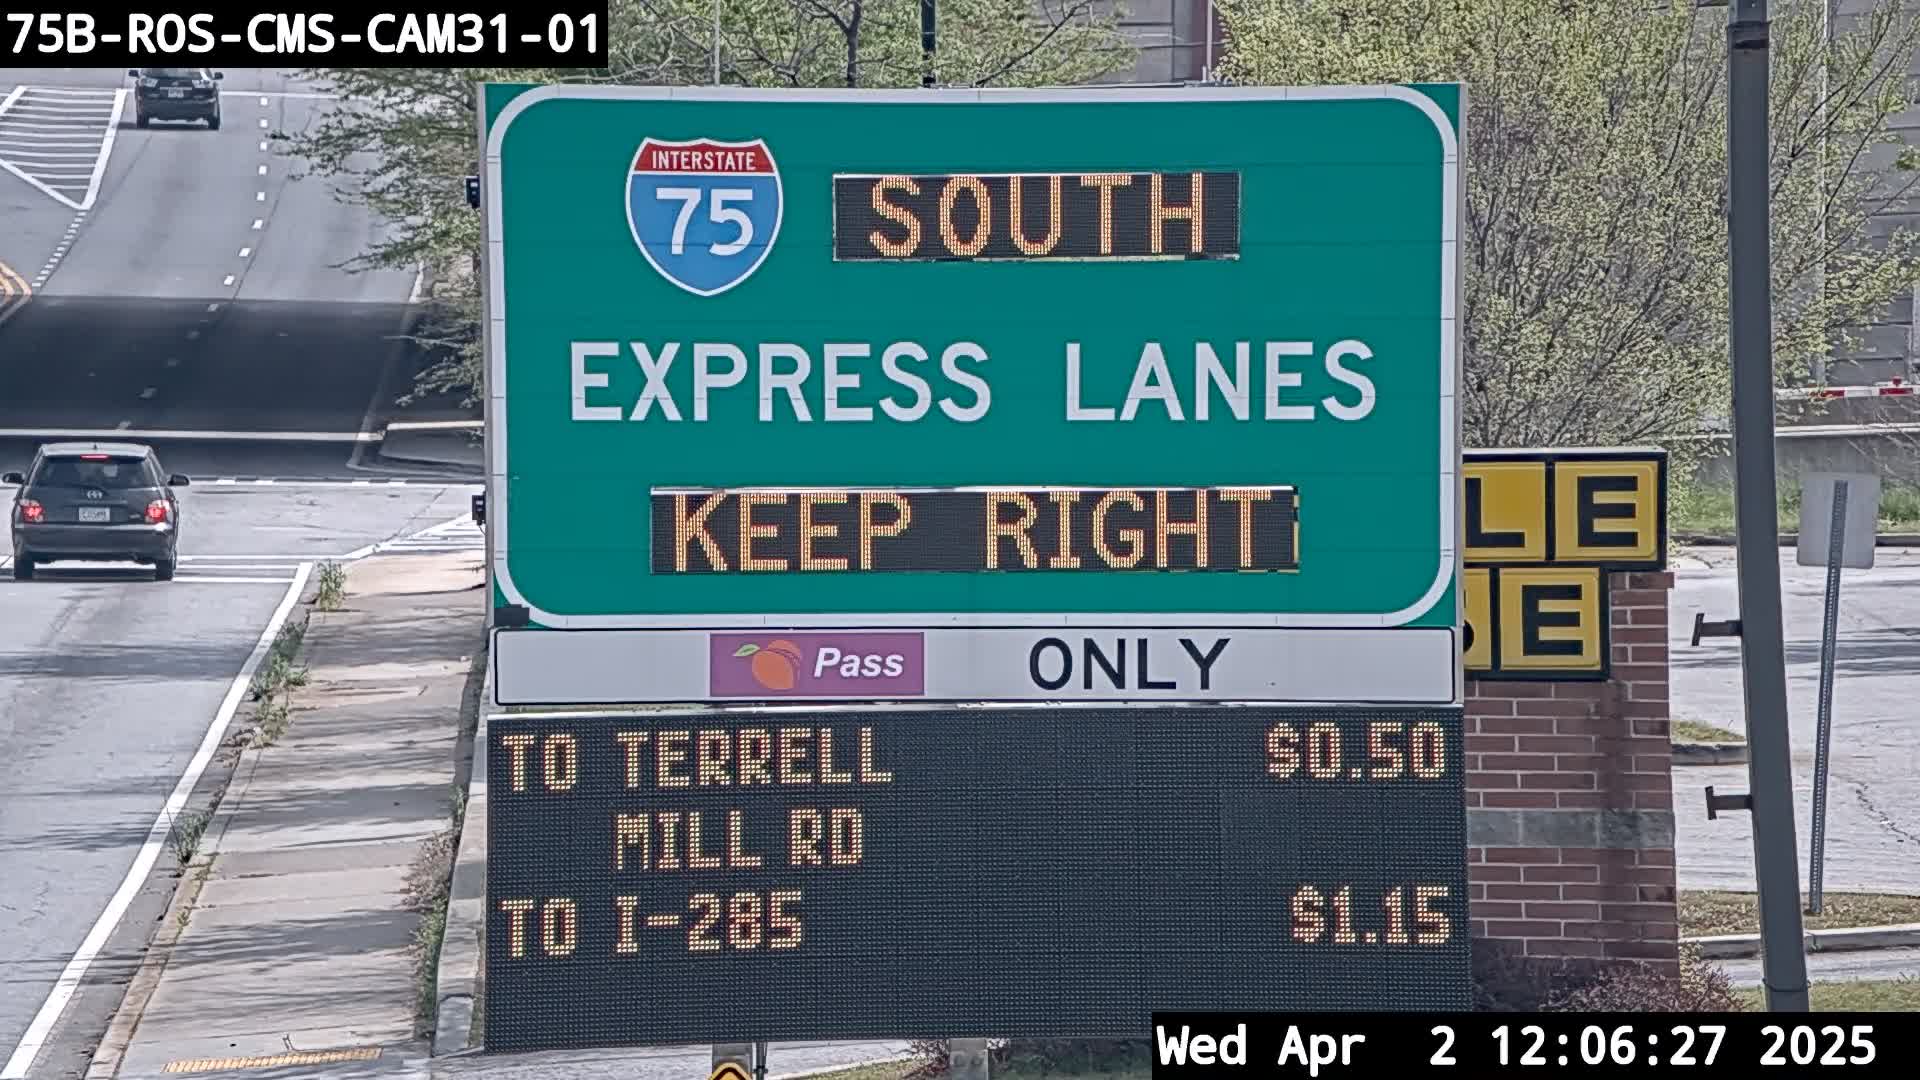 75B-ROS-CMS-CAM31-01
INTERSTATE
75
SOUTH
EXPRESS LANES
KEEP RIGHT
Pass ONLY
TO TERRELL $0.50
MILL RD
TO I-285 $1.15
LE
E
Wed Apr 2 12:06:27 2025